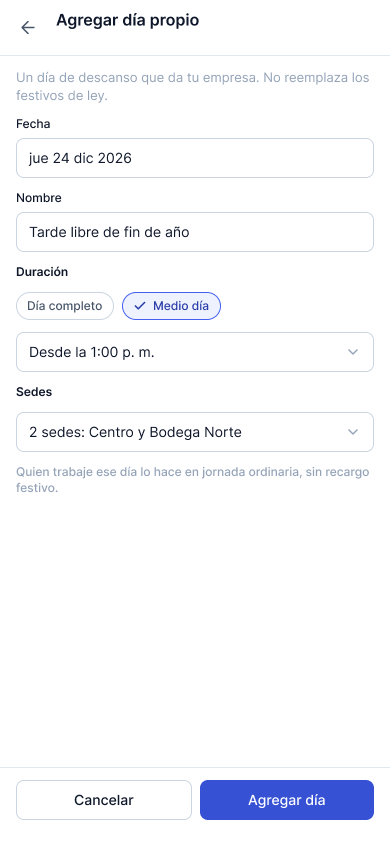 Agregar día propio
Un día de descanso que da tu empresa. No reemplaza los
festivos de ley.
Fecha
jue 24 dic 2026
Nombre
Tarde libre de fin de año
Duración
Día completo
Medio día
Desde la 1:00 p. m.
Sedes
2 sedes: Centro y Bodega Norte
Quien trabaje ese día lo hace en jornada ordinaria, sin recargo
festivo.
Cancelar
Agregar día